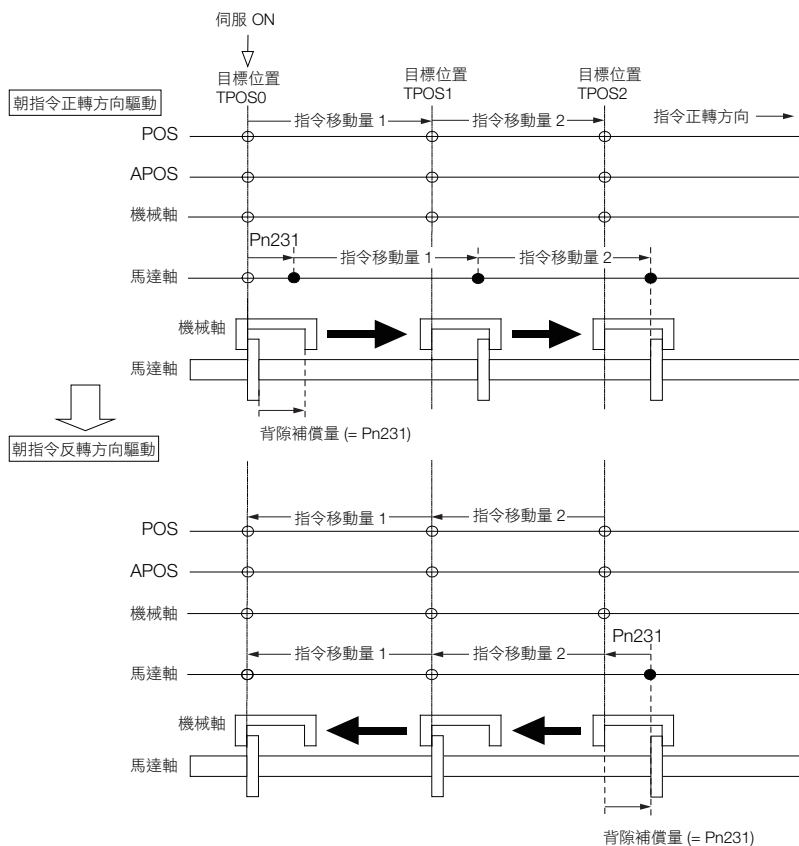 伺服 ON
目標位置
TPOS0
目標位置
TPOS1
目標位置
TPOS2
朝指令正轉方向驅動
指令移動量 1
指令移動量 2
指令正轉方向
POS
APOS
機械軸
Pn231
指令移動量 1
指令移動量 2
馬達軸
機械軸
馬達軸
背隙補償量 (= Pn231)
朝指令反轉方向驅動
指令移動量 1
指令移動量 2
POS
APOS
機械軸
Pn231
指令移動量 1
指令移動量 2
馬達軸
機械軸
馬達軸
背隙補償量 (= Pn231)